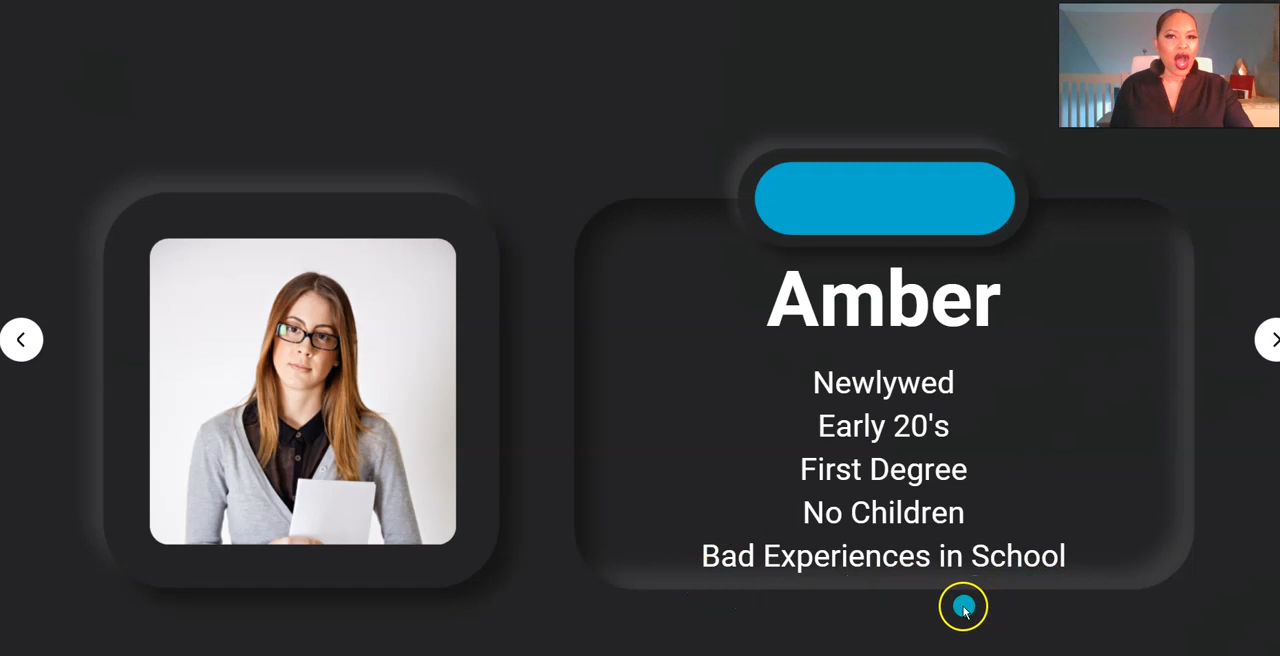 Amber
Newlywed
Early 20's
First Degree
No Children
Bad Experiences in School